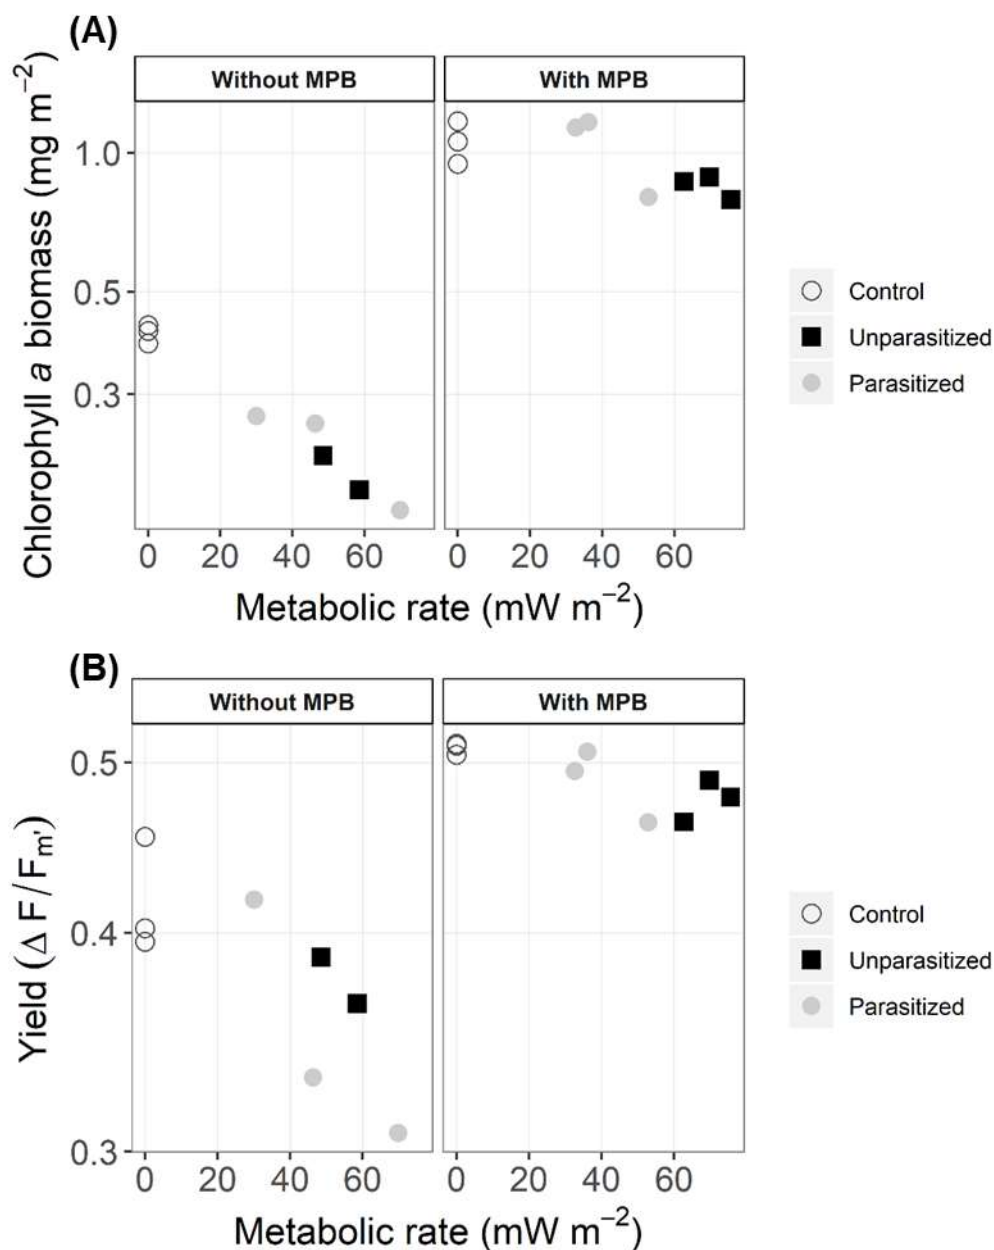 (A)
Without MPB
With MPB
Chlorophyll a biomass (mg m⁻²)
1.0
0.5
0.3
0 20 40 60 0 20 40 60
Metabolic rate (mW m⁻²)
Control
Unparasitized
Parasitized
(B)
Without MPB
With MPB
Yield (Δ F/Fm')
0.5
0.4
0.3
0 20 40 60 0 20 40 60
Metabolic rate (mW m⁻²)
Control
Unparasitized
Parasitized